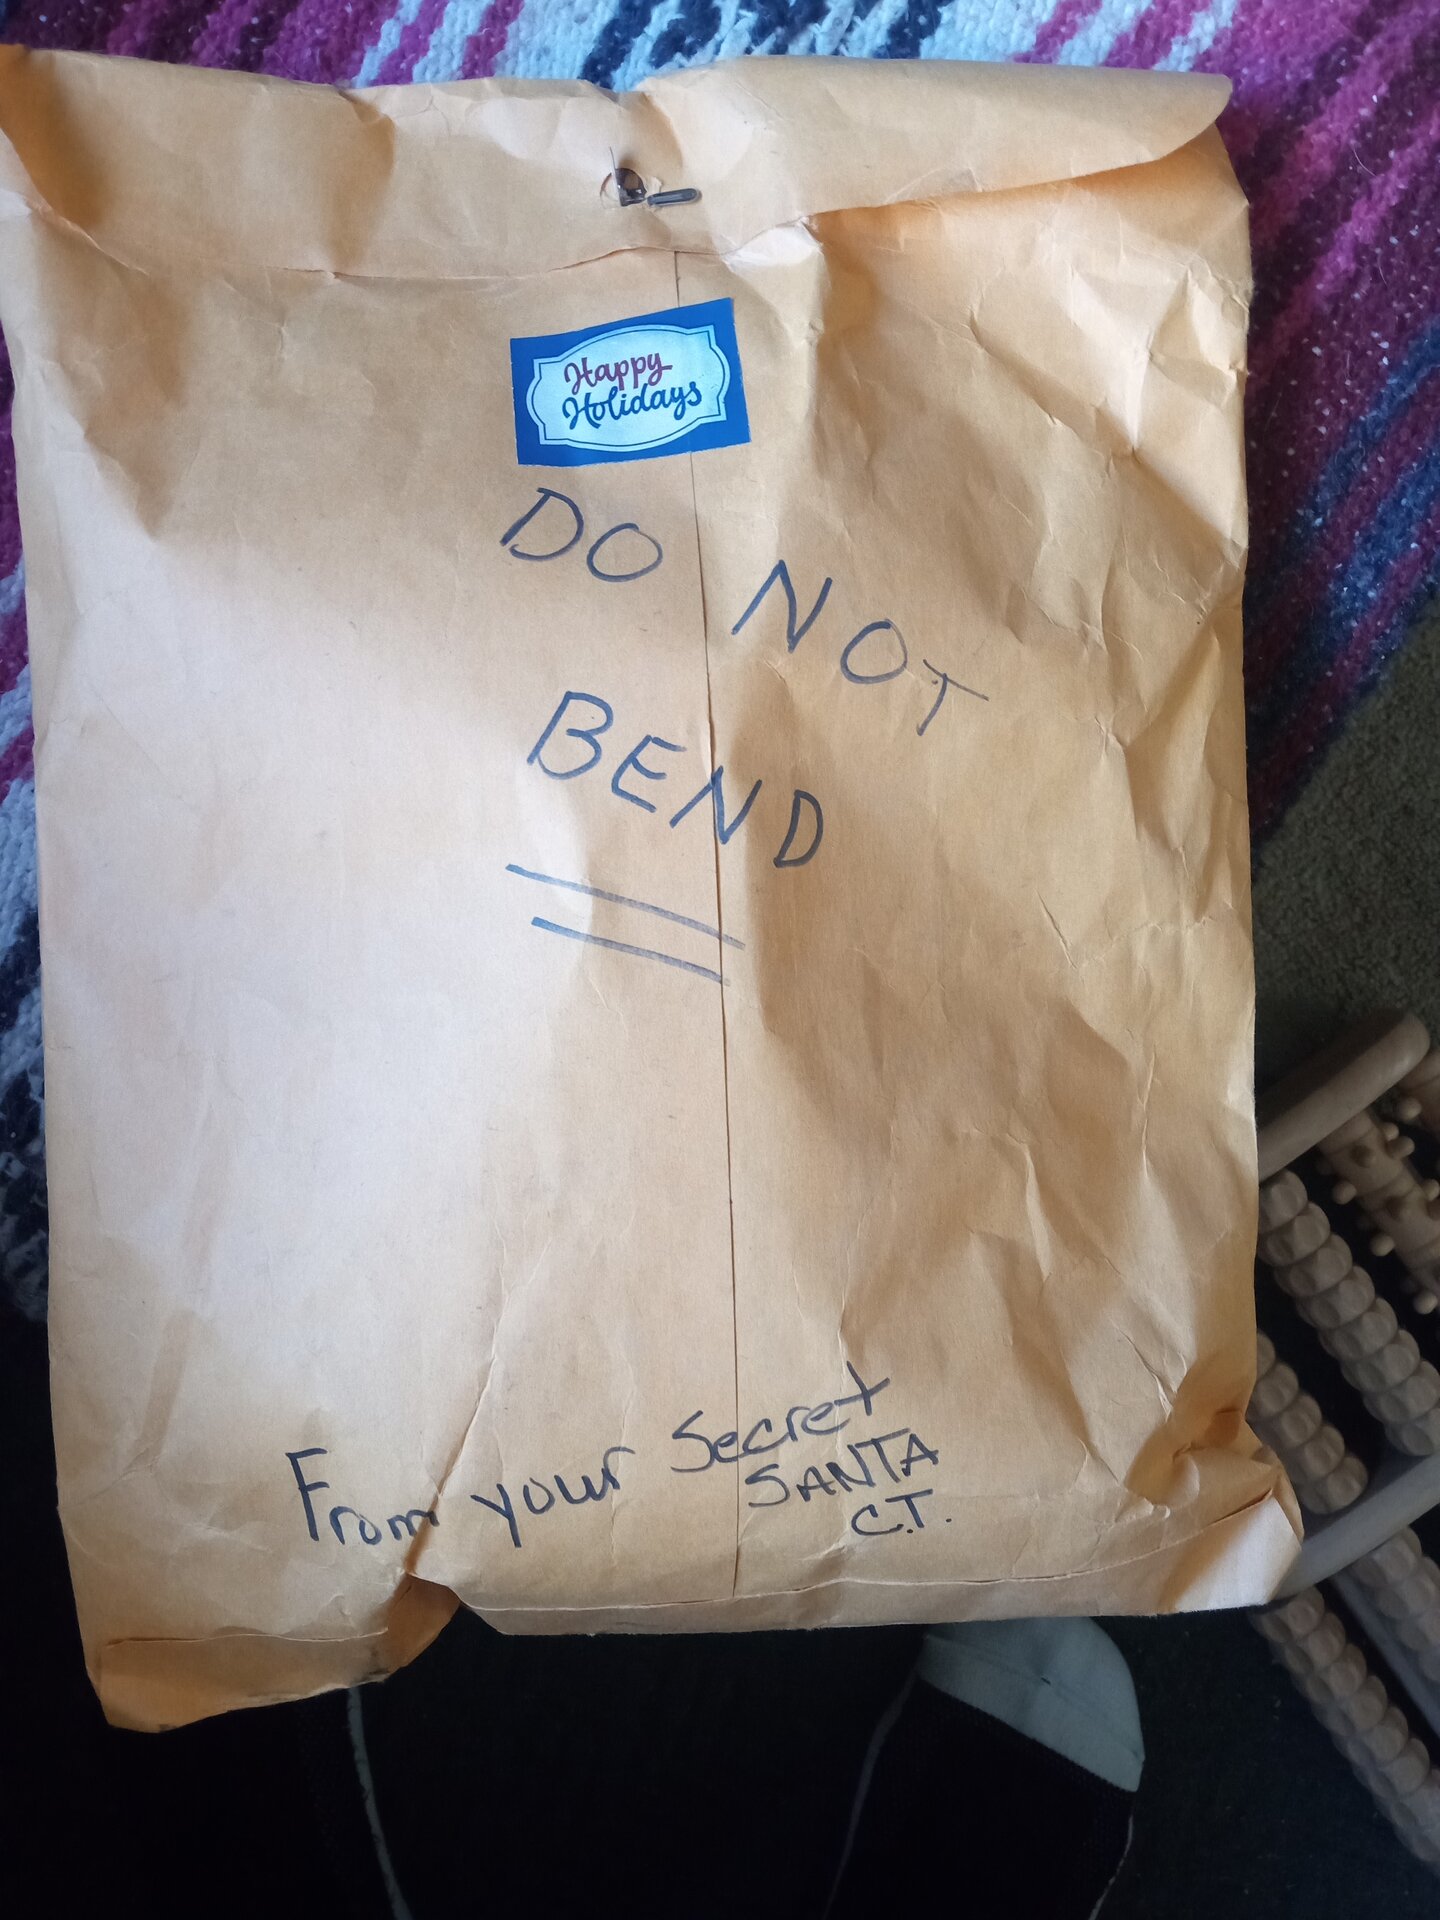 Happy
Holidays
DO NOT
BEND
From your Secret
SANTA
C.T.